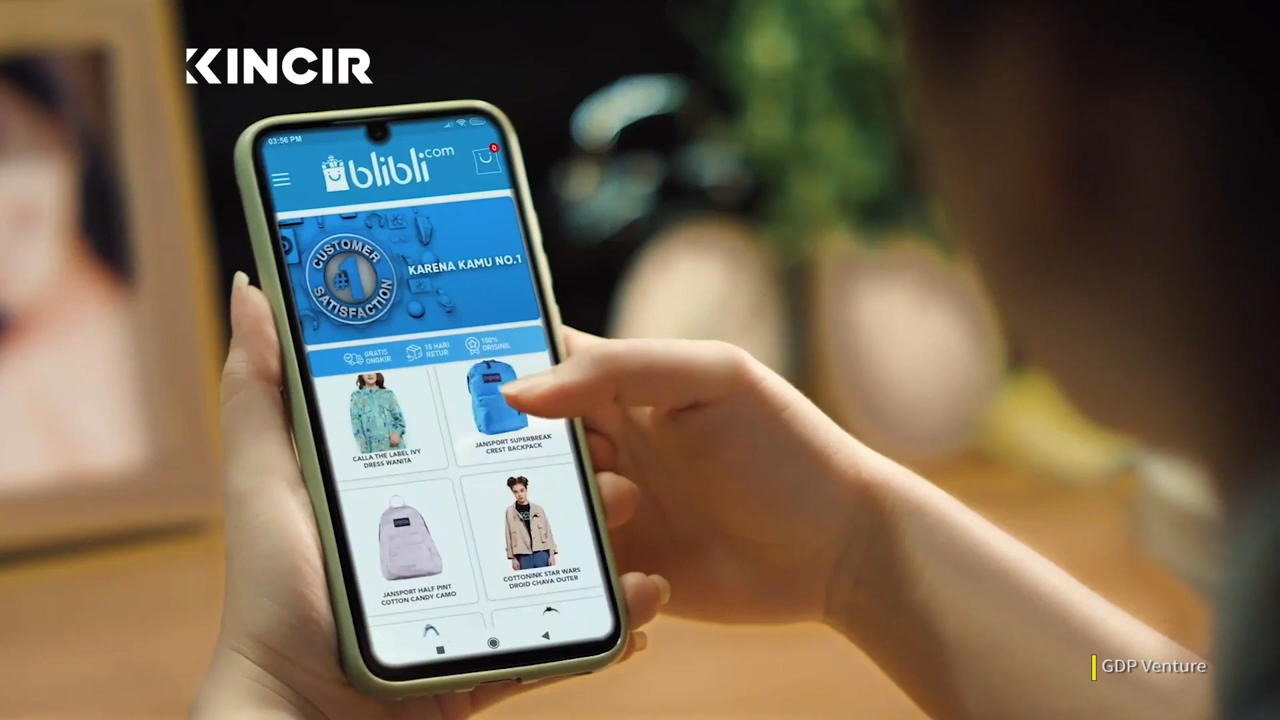 KINCIR
03:56 PM
blibli.com
0
CUSTOMER
#1
SATISFACTION
KARENA KAMU NO.1
GRATIS
ONGKIR
15 HARI
RETUR
100%
ORISINIL
CALLA THE LABEL IVY
DRESS WANITA
JANSPORT SUPERBREAK
CREST BACKPACK
JANSPORT HALF PINT
COTTON CANDY CAMO
COTTONINK STAR WARS
DROID CHAVA OUTER
GDP Venture